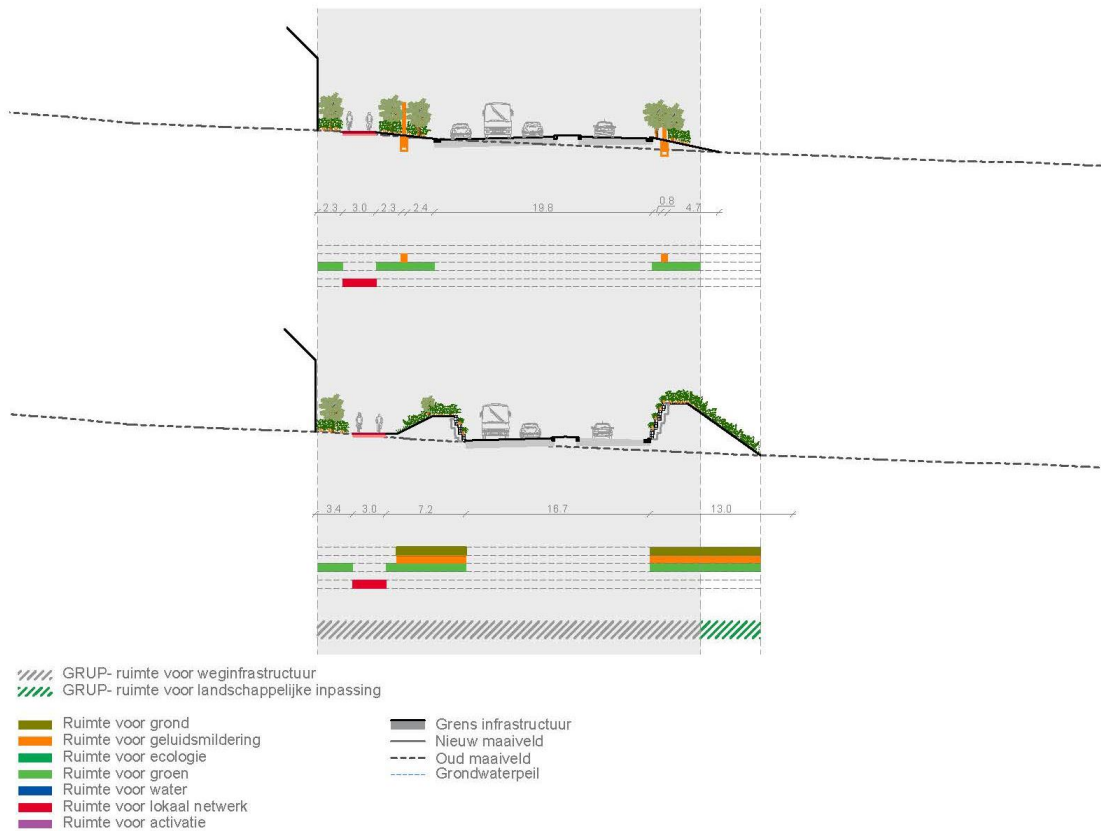 2.3 3.0 2.3 2.4 19.8 0.8 4.7
3.4 3.0 7.2 16.7 13.0
GRUP- ruimte voor weginfrastructuur
GRUP- ruimte voor landschappelijke inpassing
Ruimte voor grond
Ruimte voor geluidsmildering
Ruimte voor ecologie
Ruimte voor groen
Ruimte voor water
Ruimte voor lokaal netwerk
Ruimte voor activatie
Grens infrastructuur
Nieuw maaiveld
Oud maaiveld
Grondwaterpeil